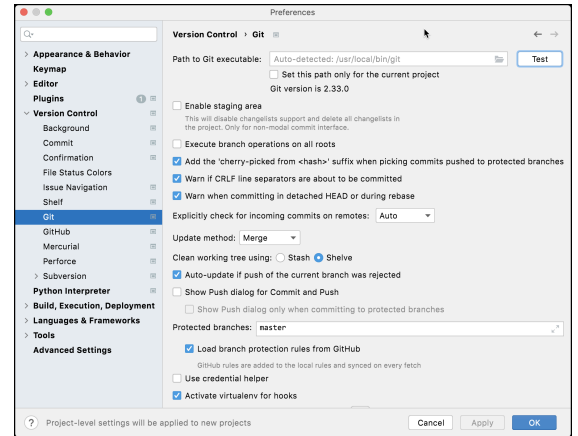 Preferences
Version Control › Git
Appearance & Behavior
Keymap
Editor
Plugins 1
Version Control
Background
Commit
Confirmation
File Status Colors
Issue Navigation
Shelf
Git
GitHub
Mercurial
Perforce
Subversion
Python Interpreter
Build, Execution, Deployment
Languages & Frameworks
Tools
Advanced Settings
Path to Git executable: Auto-detected: /usr/local/bin/git Test
Set this path only for the current project
Git version is 2.33.0
Enable staging area
This will disable changelists support and delete all changelists in
the project. Only for non-modal commit interface.
Execute branch operations on all roots
Add the 'cherry-picked from <hash>' suffix when picking commits pushed to protected branches
Warn if CRLF line separators are about to be committed
Warn when committing in detached HEAD or during rebase
Explicitly check for incoming commits on remotes: Auto
Update method: Merge
Clean working tree using: Stash Shelve
Auto-update if push of the current branch was rejected
Show Push dialog for Commit and Push
Show Push dialog only when committing to protected branches
Protected branches: master
Load branch protection rules from GitHub
GitHub rules are added to the local rules and synced on every fetch
Use credential helper
Activate virtualenv for hooks
? Project-level settings will be applied to new projects
Cancel Apply OK